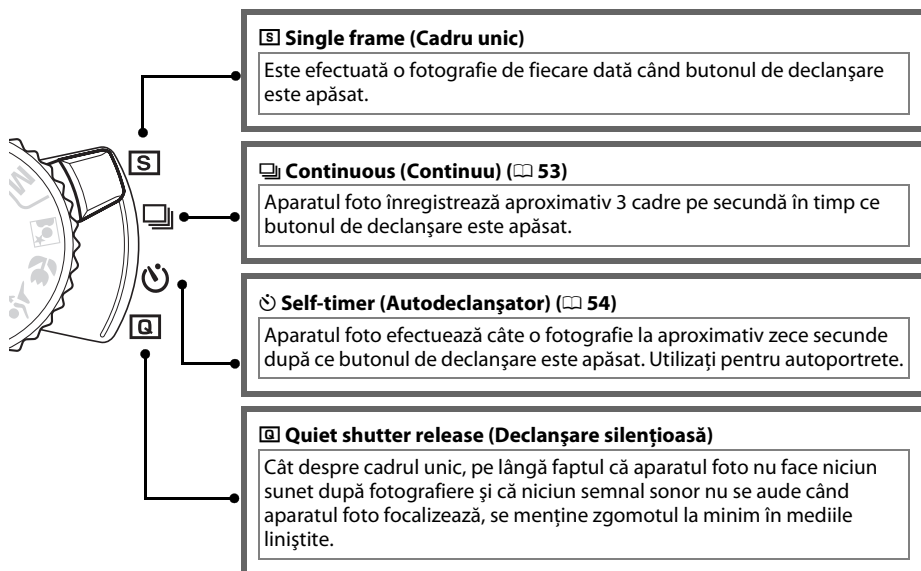 S Single frame (Cadru unic)
Este efectuată o fotografie de fiecare dată când butonul de declanşare
este apăsat.
S
Continuous (Continuu) (53)
Aparatul foto înregistrează aproximativ 3 cadre pe secundă în timp ce
butonul de declanşare este apăsat.
M
Self-timer (Autodeclanşator) (54)
Aparatul foto efectuează câte o fotografie la aproximativ zece secunde
după ce butonul de declanşare este apăsat. Utilizați pentru autoportrete.
Q
Q Quiet shutter release (Declanşare silențioasă)
Cât despre cadrul unic, pe lângă faptul că aparatul foto nu face niciun
sunet după fotografiere şi că niciun semnal sonor nu se aude când
aparatul foto focalizează, se menține zgomotul la minim în mediile
liniştite.